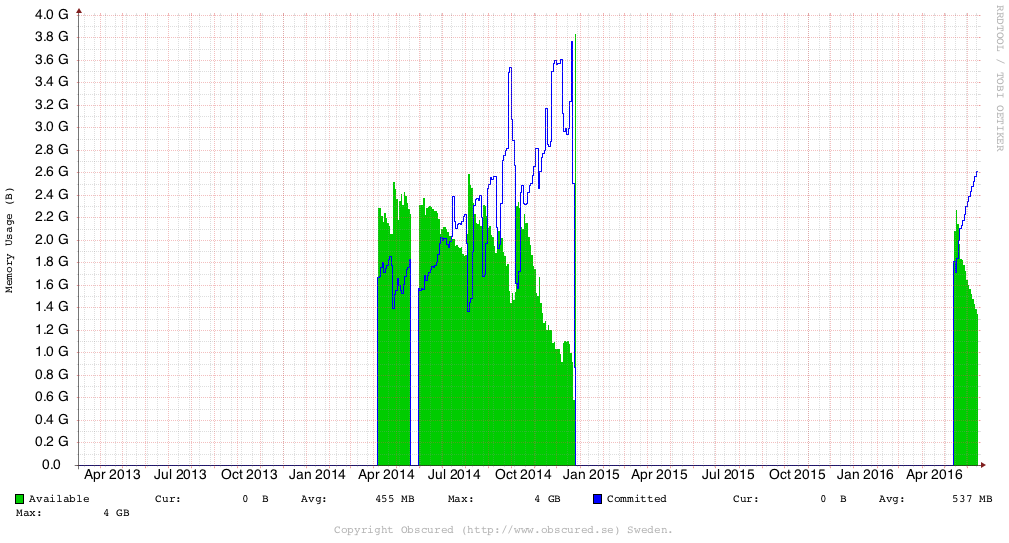 4.0 G
3.8 G
3.6 G
3.4 G
3.2 G
3.0 G
2.8 G
2.6 G
2.4 G
2.2 G
2.0 G
1.8 G
1.6 G
1.4 G
1.2 G
1.0 G
0.8 G
0.6 G
0.4 G
0.2 G
0.0
Memory Usage (B)
RRDTOOL / TOBI OETIKER
Apr 2013 Jul 2013 Oct 2013 Jan 2014 Apr 2014 Jul 2014 Oct 2014 Jan 2015 Apr 2015 Jul 2015 Oct 2015 Jan 2016 Apr 2016
Available Cur: 0 B Avg: 455 MB Max: 4 GB Committed Cur: 0 B Avg: 537 MB
Max: 4 GB
Copyright Obscured (http://www.obscured.se) Sweden.